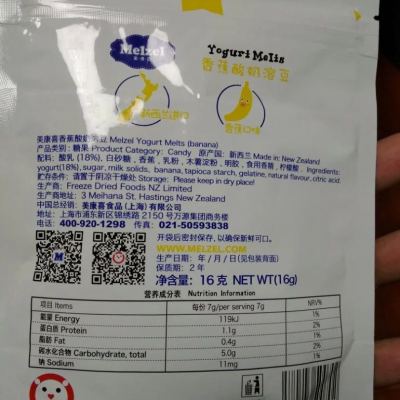 Melzel
美康喜
Yogurt Melts
香蕉酸奶溶豆
新西兰进口
香蕉口味
美康喜香蕉酸奶溶豆 Melzel Yogurt Melts (banana)
产品类别：糖果 Product Category: Candy 原产国：新西兰 Made in: New Zealand
配料：酸乳 (18%), 白砂糖，香蕉，乳粉，木薯淀粉，明胶，食用香精，柠檬酸，Ingredients:
yogurt(18%), sugar, milk solids, banana, tapioca starch, gelatine, natural flavour, citric acid.
贮存条件：请置于阴凉干燥处 Storage: Please keep in dry place!
生产商：Freeze Dried Foods NZ Limited
地址：3 Meihana St. Hastings New Zealand
美康喜食品 (上海) 有限公司
地址：上海市浦东新区锦绣路 2150 号万源集团商务楼
电话：400-920-1298 传真：021-50593838
开袋后密封保存，以确保新鲜可口。
WWW.MELZEL.COM
生产日期：年 / 月 / 日 (见包装背面)
保质期：2 年
净含量：16 克 NET WT(16g)
营养成分表 Nutrition Information
项目 Items 每份 7g/per serving 7g NRV%
能量 Energy 119kJ 1%
蛋白质 Protein 1.1g 2%
脂肪 Fat 0.4g 1%
碳水化合物 Carbohydrate, total 5.0g 2%
钠 Sodium 11mg 1%